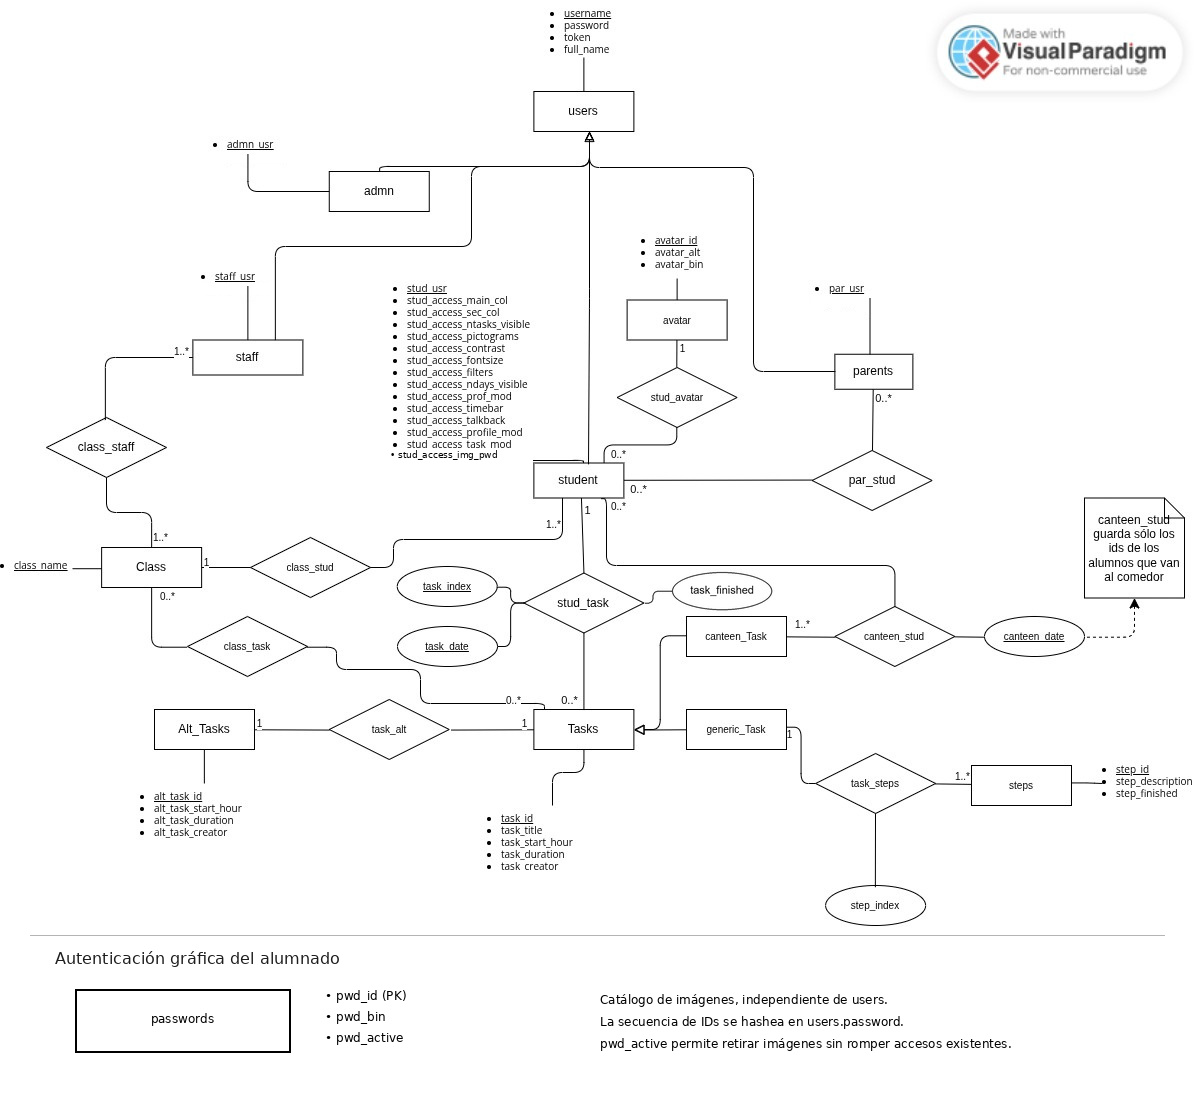 username
password
token
full_name
Made with
Visual Paradigm
For non-commercial use
users
admn_usr
admn
avatar_id
avatar_alt
avatar_bin
staff_usr
stud_usr
stud_access_main_col
stud_access_sec_col
stud_access_ntasks_visible
stud_access_pictograms
stud_access_contrast
stud_access_fontsize
stud_access_filters
stud_access_ndays_visible
stud_access_prof_mod
stud_access_timebar
stud_access_talkback
stud_access_profile_mod
stud_access_task_mod
• stud_access_img_pwd
par_usr
avatar
1
1..*
staff
parents
0..*
stud_avatar
class_staff
0..*
student
0..*
par_stud
1..*
1
0..*
canteen_stud
guarda sólo los
ids de los
alumnos que van
al comedor
1..*
class_name
Class
1
class_stud
0..*
task_index
stud_task
task_finished
task_date
class_task
canteen_Task
1..*
canteen_stud
canteen_date
0..*
0..*
Alt_Tasks
1
task_alt
1
Tasks
generic_Task
1
alt_task_id
alt_task_start_hour
alt_task_duration
alt_task_creator
task_id
task_title
task_start_hour
task_duration
task_creator
task_steps
1..*
steps
step_id
step_description
step_finished
step_index
Autenticación gráfica del alumnado
passwords
• pwd_id (PK)
• pwd_bin
• pwd_active
Catálogo de imágenes, independiente de users.
La secuencia de IDs se hashea en users.password.
pwd_active permite retirar imágenes sin romper accesos existentes.